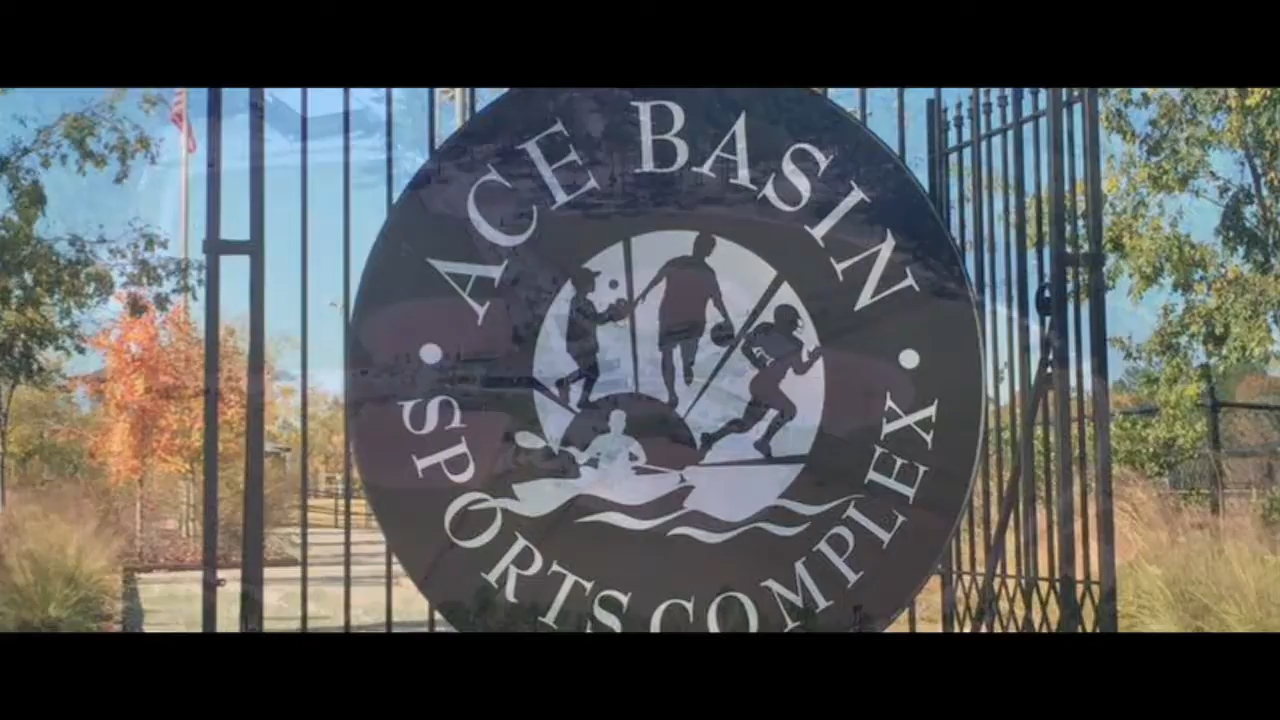 • ACE BASIN •
SPORTS COMPLEX